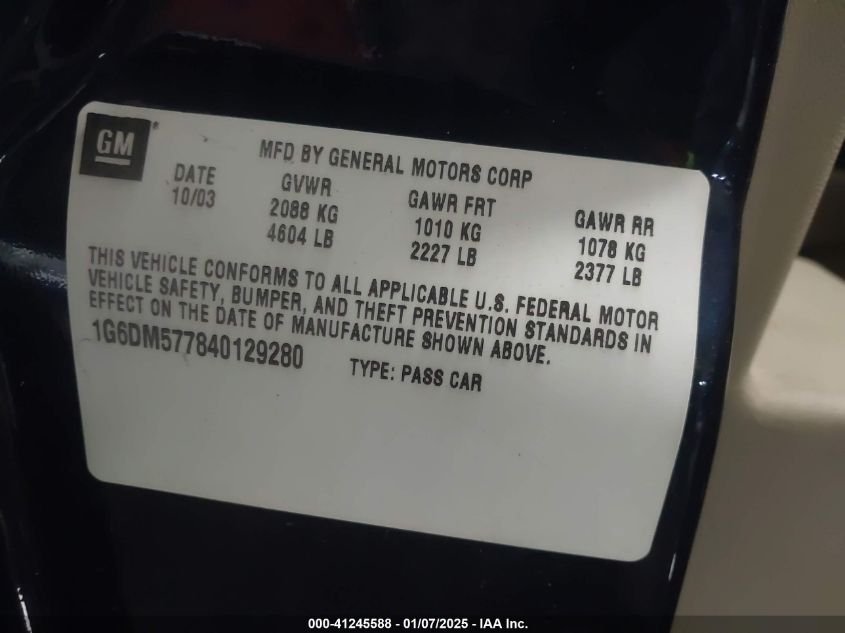 GM ®
MFD BY GENERAL MOTORS CORP
DATE GVWR GAWR FRT GAWR RR
10/03 2088 KG 1010 KG 1078 KG
4604 LB 2227 LB 2377 LB
THIS VEHICLE CONFORMS TO ALL APPLICABLE U.S. FEDERAL MOTOR
VEHICLE SAFETY, BUMPER, AND THEFT PREVENTION STANDARDS IN
EFFECT ON THE DATE OF MANUFACTURE SHOWN ABOVE.
1G6DM577840129280 TYPE: PASS CAR
000-41245588 - 01/07/2025 - IAA Inc.